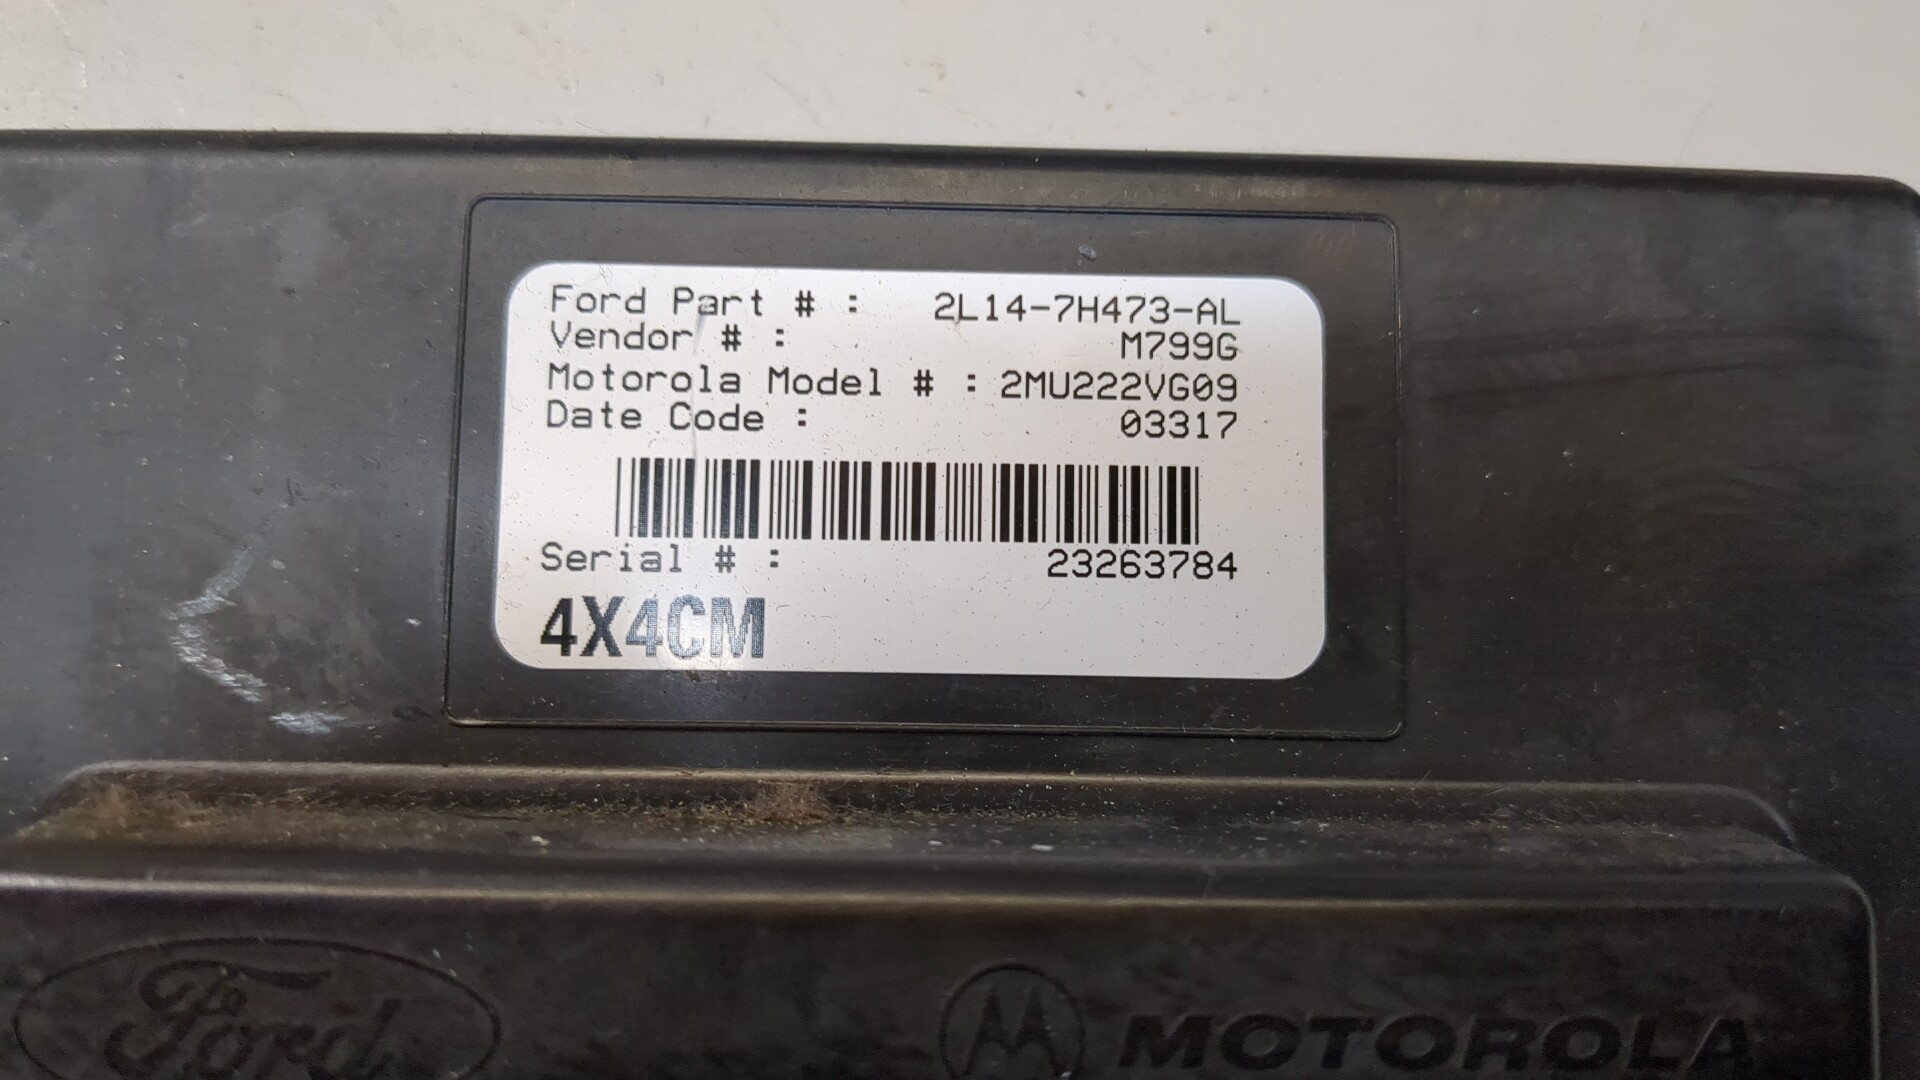 Ford Part # : 2L14-7H473-AL
Vendor # : M799G
Motorola Model # : 2MU222VG09
Date Code : 03317
Serial # : 23263784
4X4CM
Ford MOTOROLA